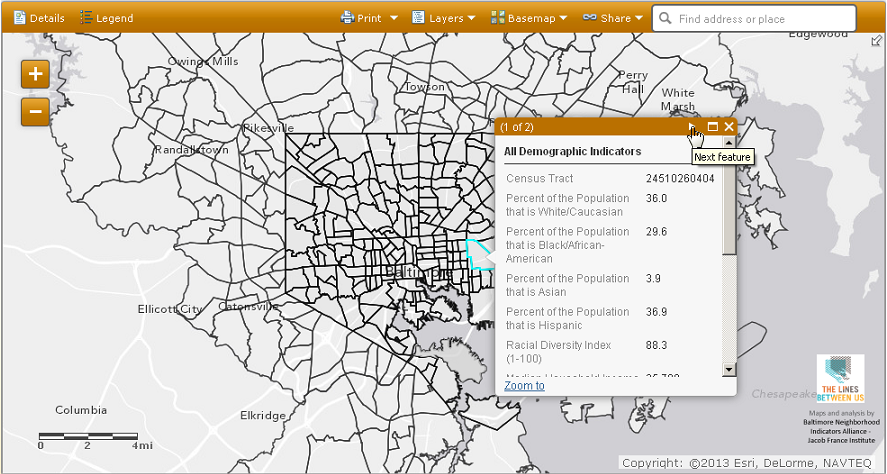 Details
Legend
Print
Layers
Basemap
Share
Find address or place
Edgewood
Owings Mills
Perry
Hall
Towson
White
Marsh
Pikesville
Randallstown
(1 of 2)
Next feature
All Demographic Indicators
Census Tract 24510260404
Percent of the Population 36.0
that is White/Caucasian
Percent of the Population 29.6
that is Black/African-
American
Percent of the Population 3.9
that is Asian
Percent of the Population 36.9
that is Hispanic
Racial Diversity Index 88.3
(1-100)
Median Household Income
Zoom to
Baltimore
Ellicott City
Catonsville
Columbia
Elkridge
Chesapeake
0 2 4mi
THE LINES
BETWEEN US
Maps and analysis by
Baltimore Neighborhood
Indicators Alliance -
Jacob France Institute
Copyright: ©2013 Esri, DeLorme, NAVTEQ